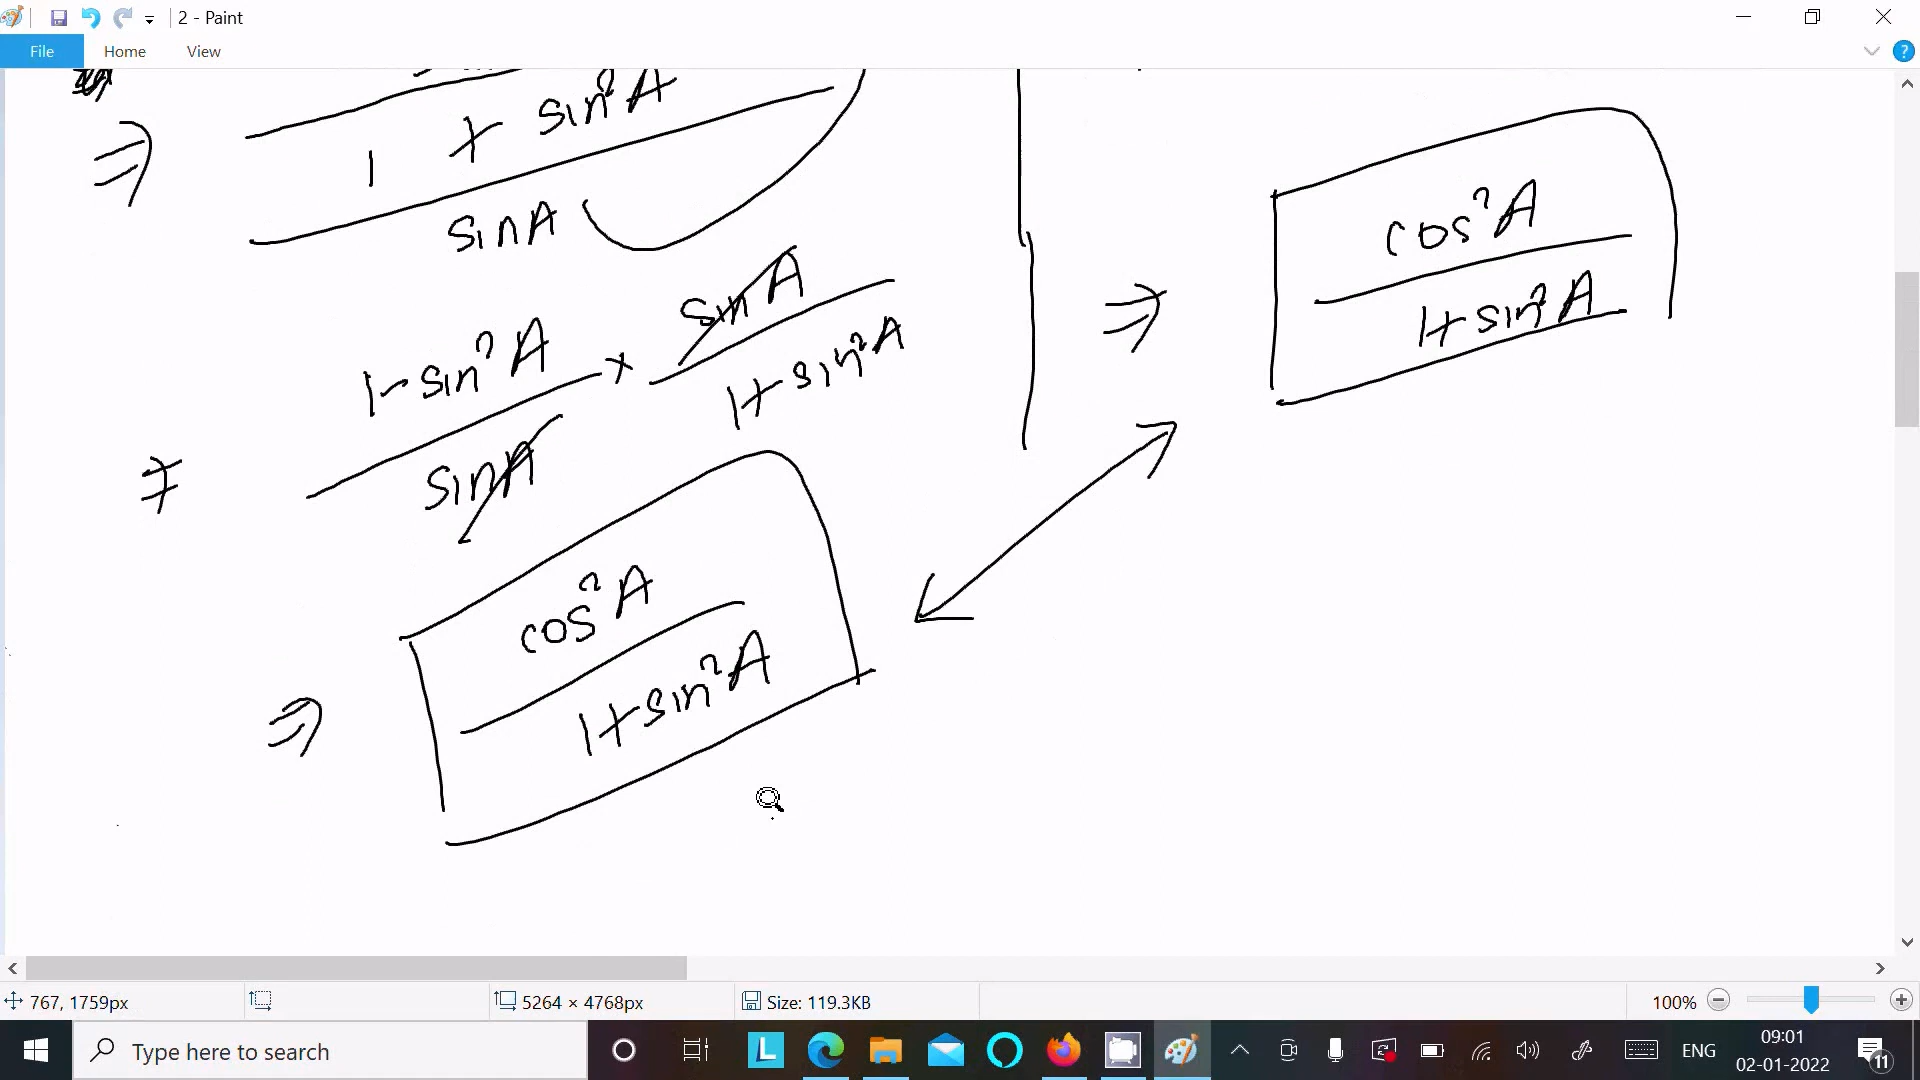 2 - Paint
File Home View
⇒ 1 + sin²A
sinA
⇒ 1-sin²A × sinA
sinA 1+sin²A
⇒ cos²A
1+sin²A
⇒ cos²A
1+sin²A
767, 1759px 5264 × 4768px Size: 119.3KB 100%
Type here to search
L
ENG
09:01
02-01-2022
11